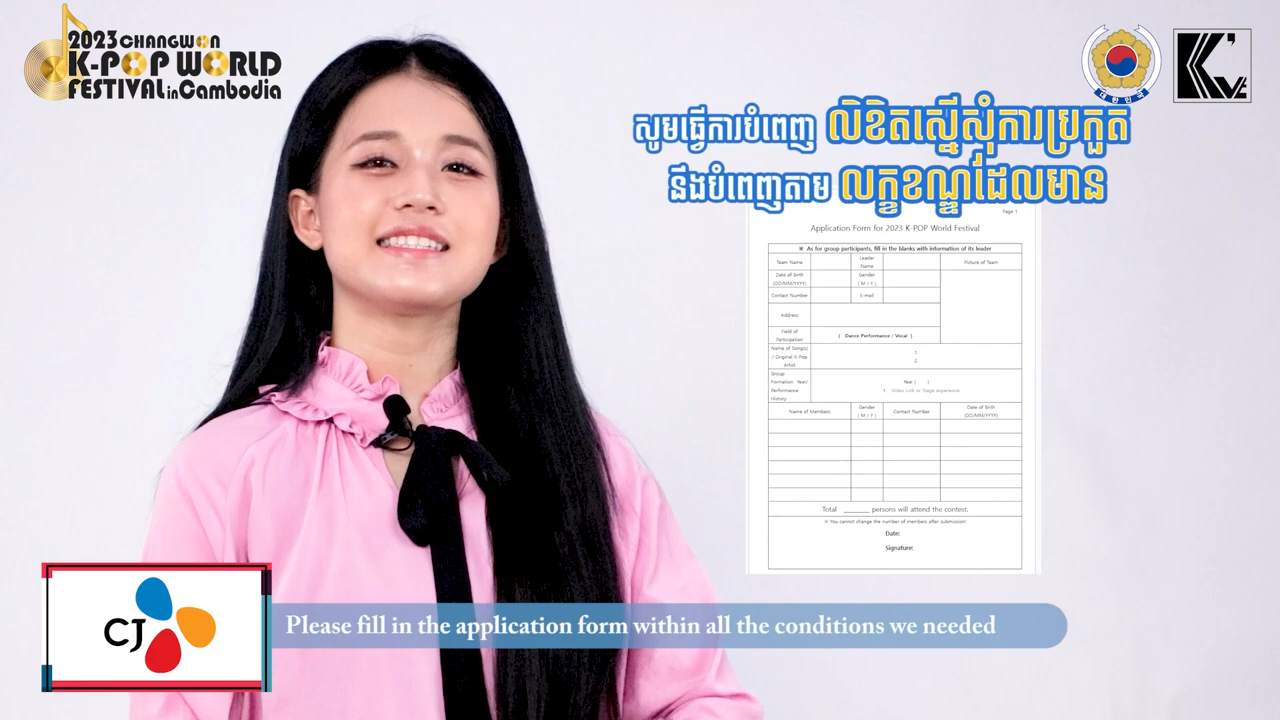 2023 CHANGWON
K-POP WORLD
FESTIVAL in Cambodia
대한민국
សូមធ្វើការបំពេញ លិខិតស្នើសុំការប្រកួត
នឹងបំពេញតាម លក្ខខណ្ឌដែលមាន
Page 1
Application Form for 2023 K-POP World Festival
※ As for group participants, fill in the blanks with information of its leader
Team Name
Leader Name
Picture of Team
Date of Birth (DD/MM/YYYY)
Gender ( M / F )
Contact Number
E-mail
Address
Field of Participation
( Dance Performance / Vocal )
Name of Song(s) / Original K-Pop Artist
1.
2.
Group Formation Year/ Performance History
Year ( )
1. Video Link or Stage experience
Name of Members
Gender ( M / F )
Contact Number
Date of Birth (DD/MM/YYYY)
Total ______ persons will attend the contest.
※ You cannot change the number of members after submission!
Date:
Signature:
CJ
Please fill in the application form within all the conditions we needed